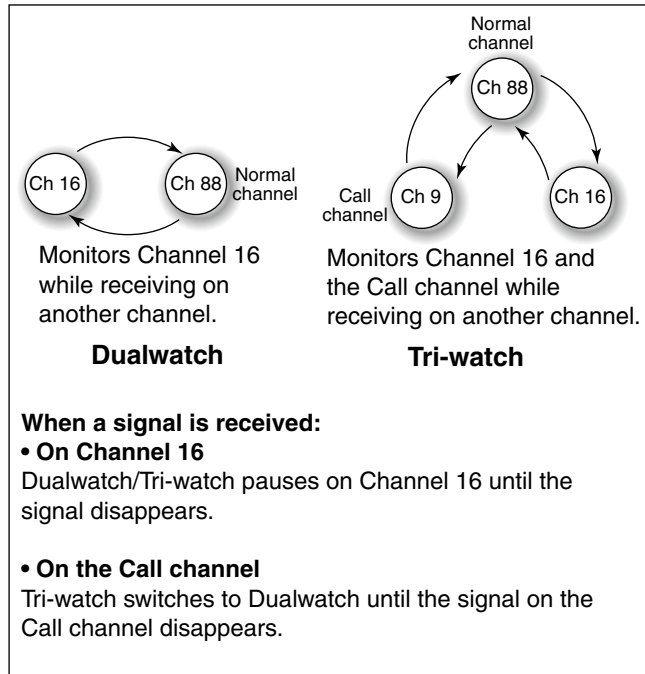 Ch 16
Ch 88
Normal
channel
Monitors Channel 16
while receiving on
another channel.
Dualwatch
Normal
channel
Ch 88
Call
channel
Ch 9
Ch 16
Monitors Channel 16 and
the Call channel while
receiving on another channel.
Tri-watch
When a signal is received:
• On Channel 16
Dualwatch/Tri-watch pauses on Channel 16 until the
signal disappears.
• On the Call channel
Tri-watch switches to Dualwatch until the signal on the
Call channel disappears.